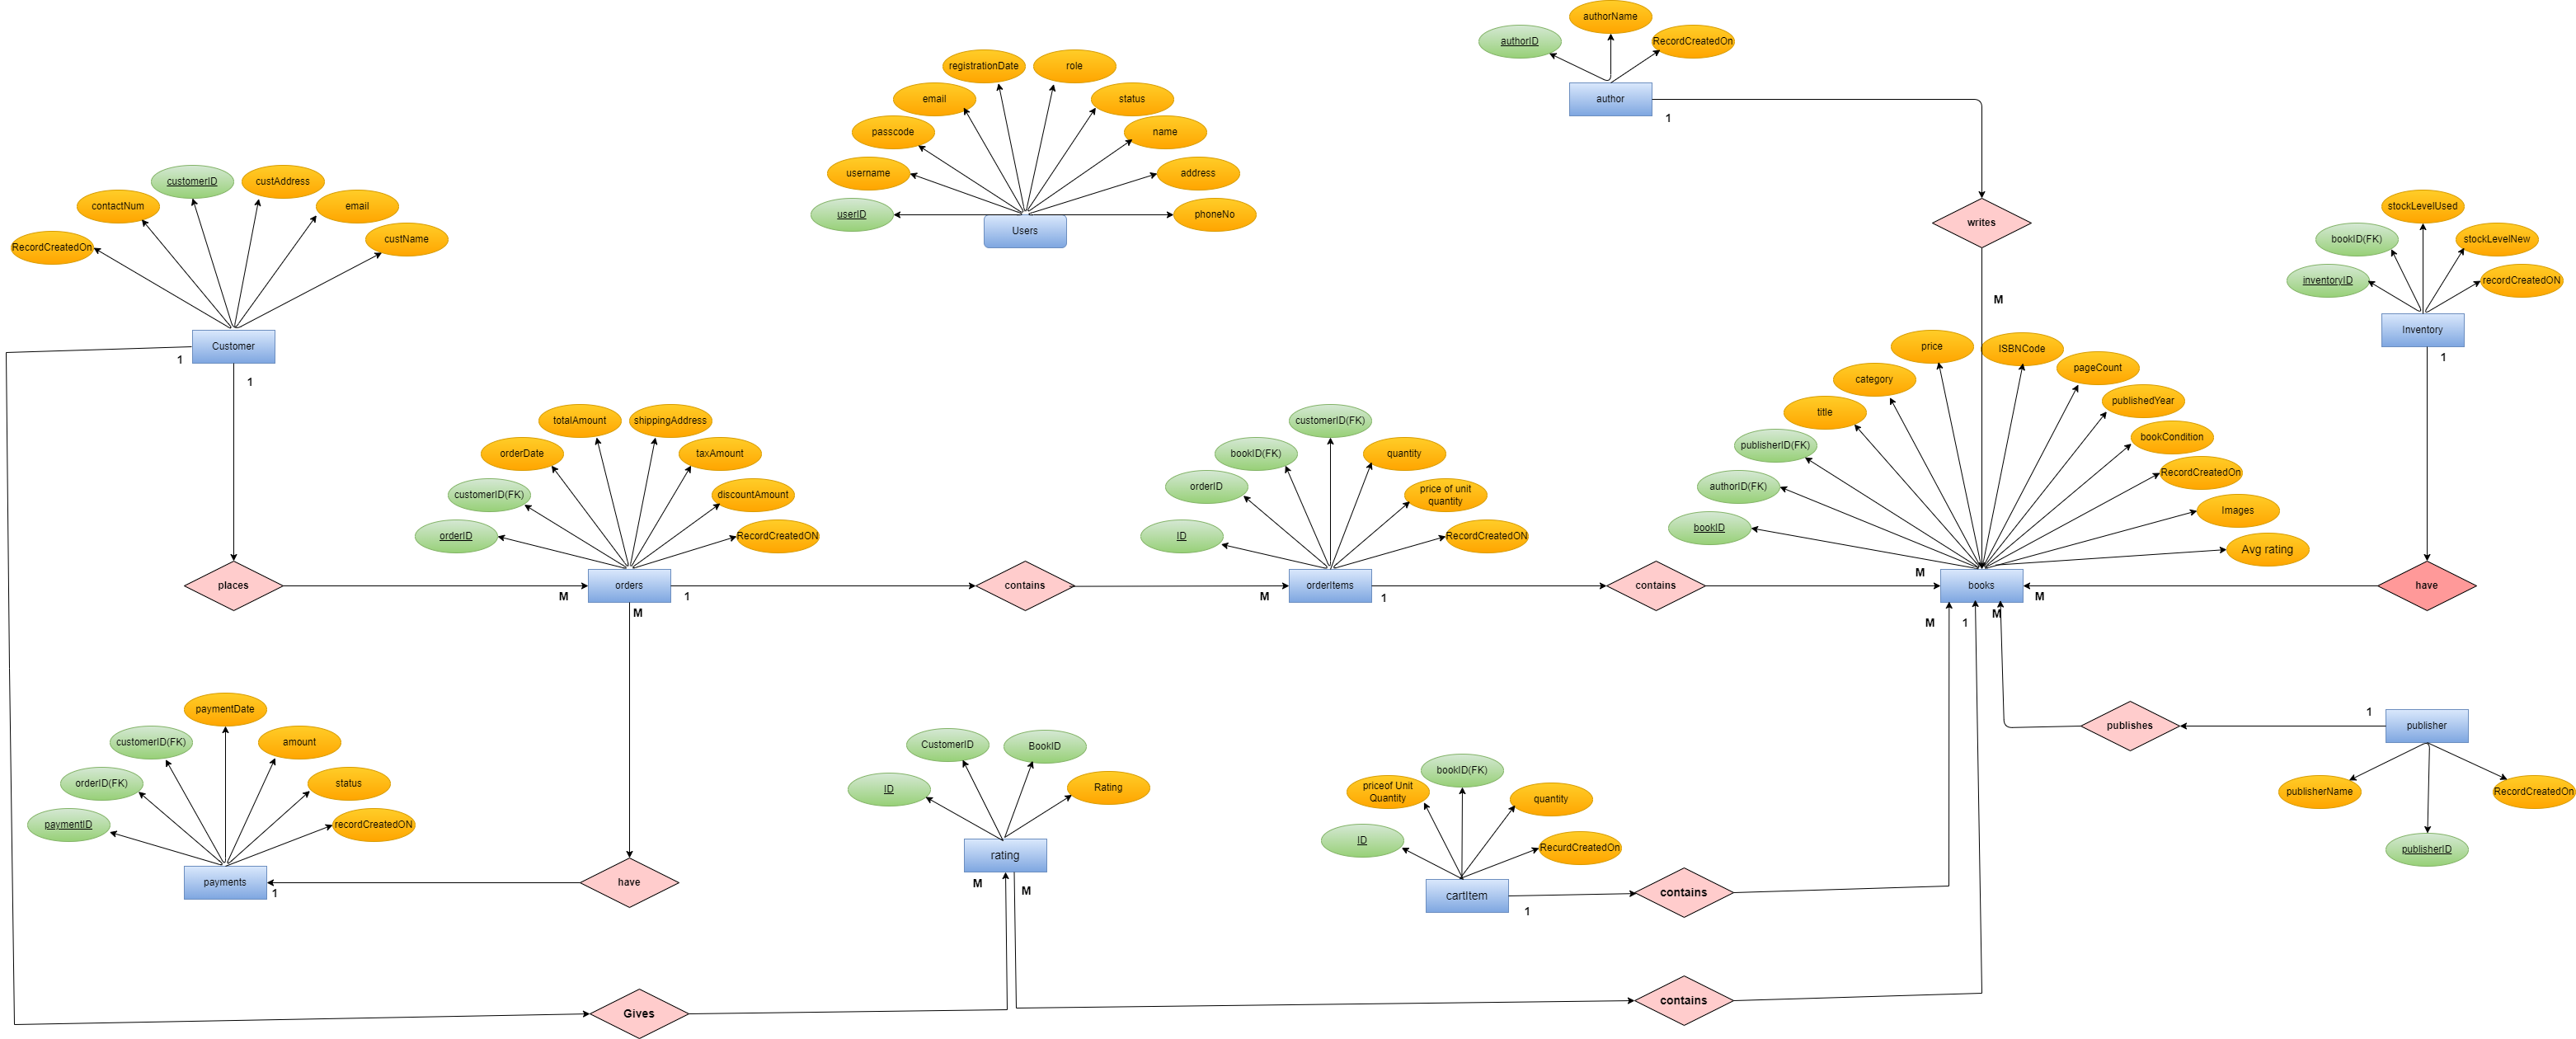 authorName
authorID
RecordCreatedOn
author
1
registrationDate
role
email
status
passcode
name
username
address
userID
phoneNo
Users
customerID
custAddress
contactNum
email
RecordCreatedOn
custName
Customer
1
1
writes
M
stockLevelUsed
bookID(FK)
stockLevelNew
inventoryID
recordCreatedON
Inventory
1
totalAmount
shippingAddress
orderDate
taxAmount
customerID(FK)
discountAmount
orderID
RecordCreatedON
customerID(FK)
bookID(FK)
quantity
orderID
price of unit
quantity
ID
RecordCreatedON
price
ISBNCode
category
pageCount
title
publishedYear
publisherID(FK)
bookCondition
authorID(FK)
RecordCreatedOn
bookID
Images
Avg rating
places
M
orders
1
M
contains
M
orderItems
1
contains
M
books
M
have
M
1
M
paymentDate
customerID(FK)
amount
orderID(FK)
status
paymentID
recordCreatedON
payments
1
have
CustomerID
BookID
ID
Rating
rating
M
M
bookID(FK)
priceof Unit
Quantity
quantity
ID
RecurdCreatedOn
cartItem
1
contains
publishes
1
publisher
publisherName
RecordCreatedOn
publisherID
Gives
contains